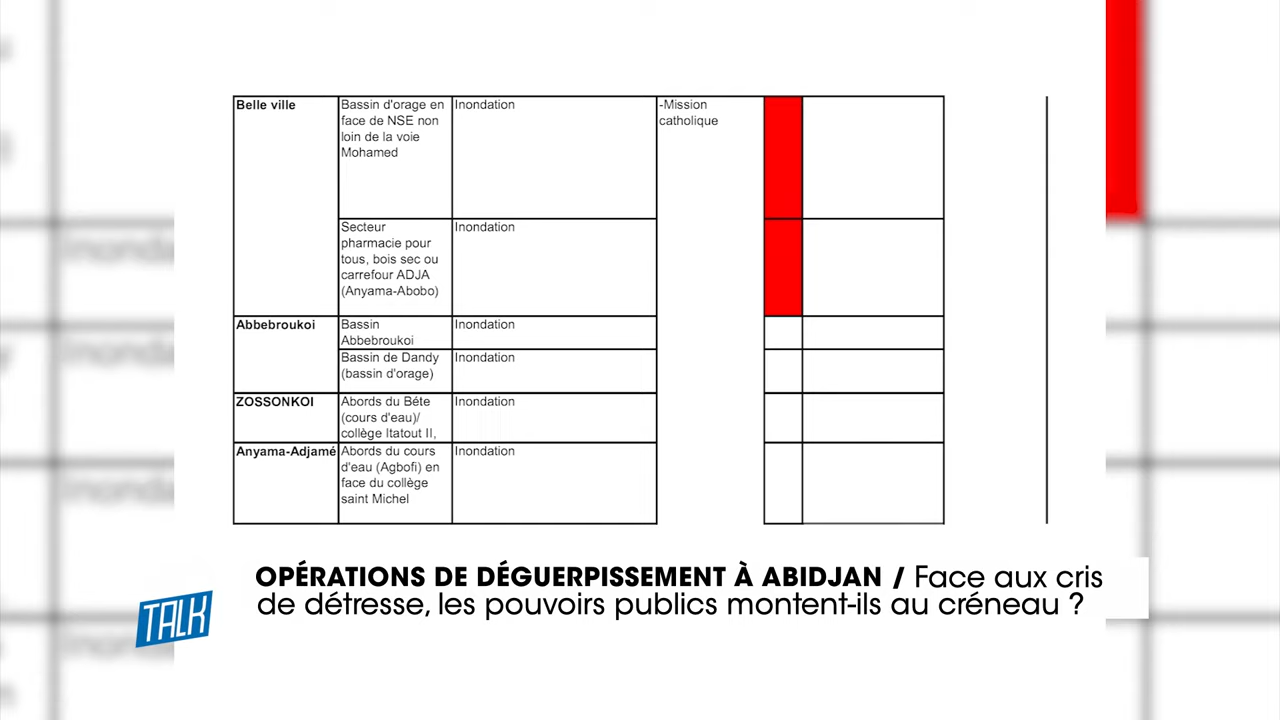 Belle ville
Bassin d'orage en
face de NSE non
loin de la voie
Mohamed
Inondation
-Mission
catholique
Secteur
pharmacie pour
tous, bois sec ou
carrefour ADJA
(Anyama-Abobo)
Inondation
Abbebroukoi
Bassin
Abbebroukoi
Inondation
Bassin de Dandy
(bassin d'orage)
Inondation
ZOSSONKOI
Abords du Béte
(cours d'eau)/
collège Itatout II,
Inondation
Anyama-Adjamé
Abords du cours
d'eau (Agbofi) en
face du collège
saint Michel
Inondation
TALK
OPÉRATIONS DE DÉGUERPISSEMENT À ABIDJAN / Face aux cris
de détresse, les pouvoirs publics montent-ils au créneau ?